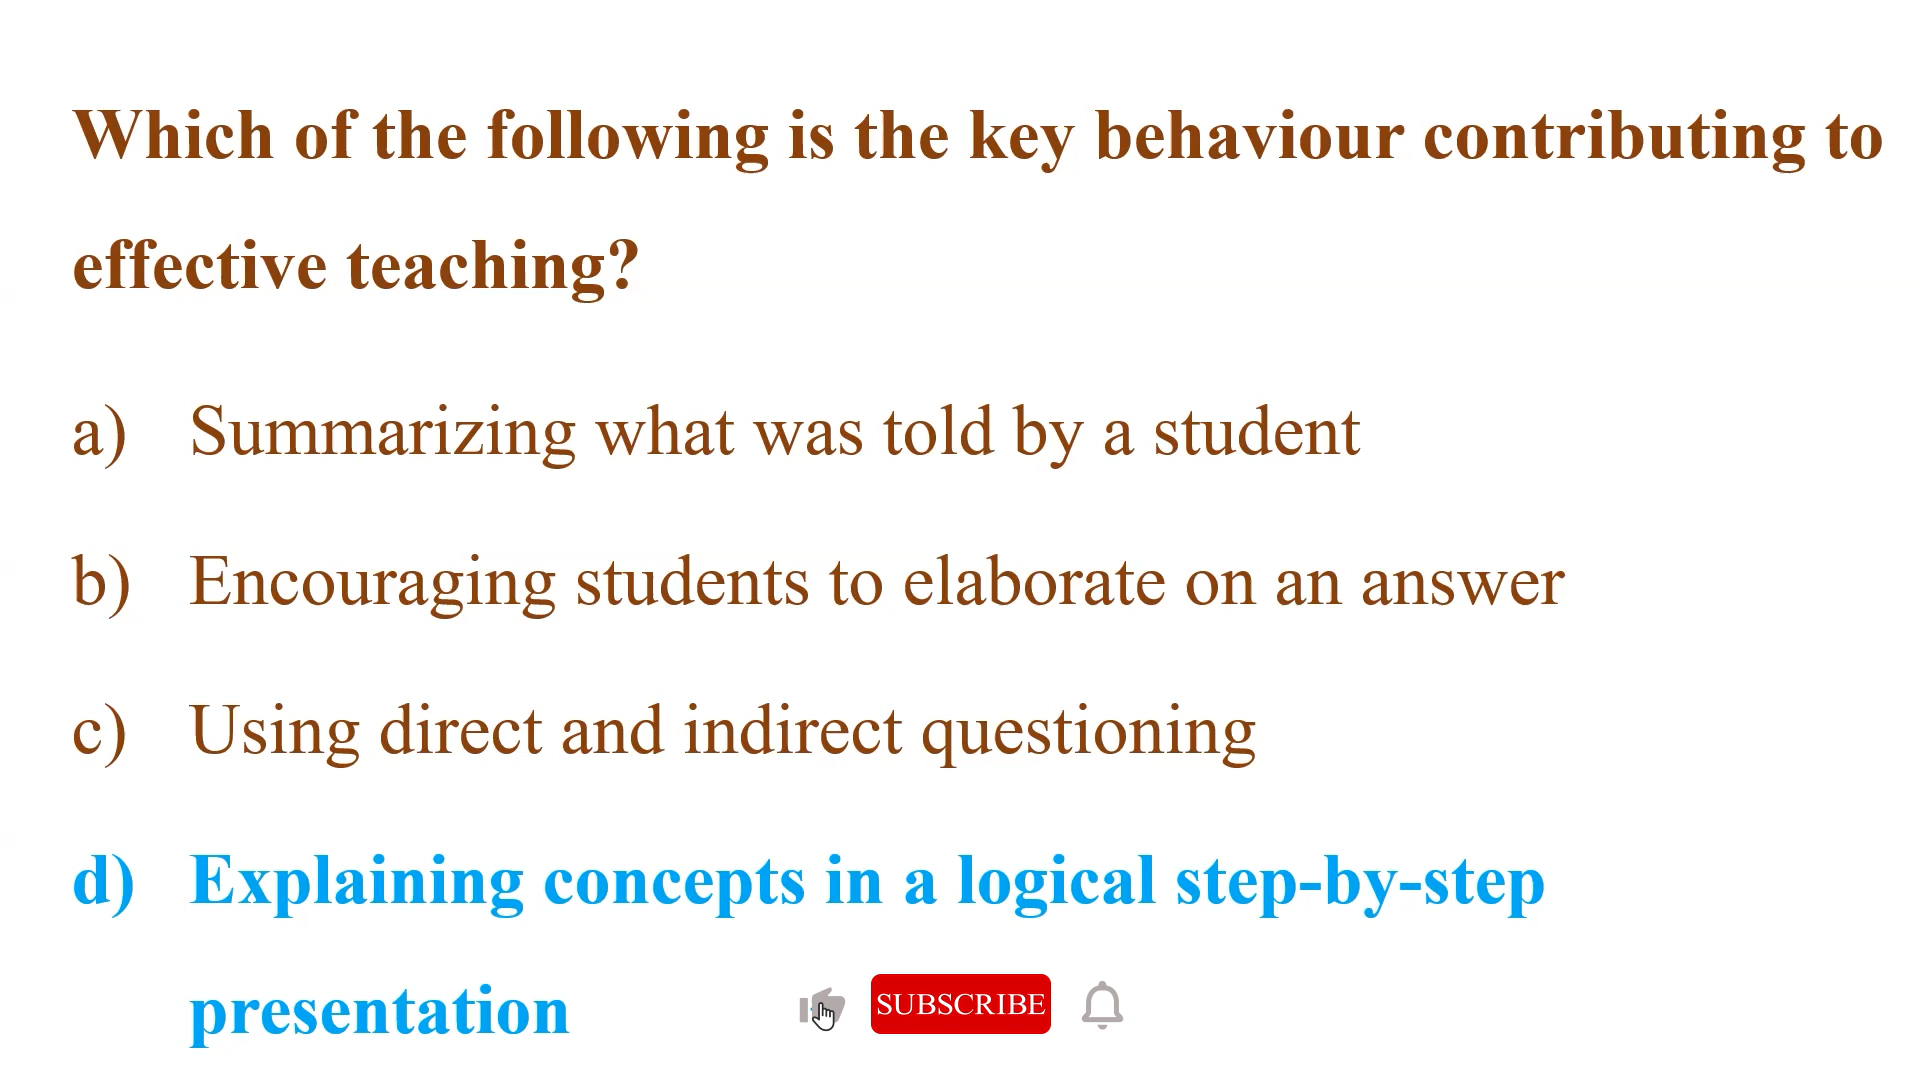 Which of the following is the key behaviour contributing to
effective teaching?
a) Summarizing what was told by a student
b) Encouraging students to elaborate on an answer
c) Using direct and indirect questioning
d) Explaining concepts in a logical step-by-step
presentation
SUBSCRIBE